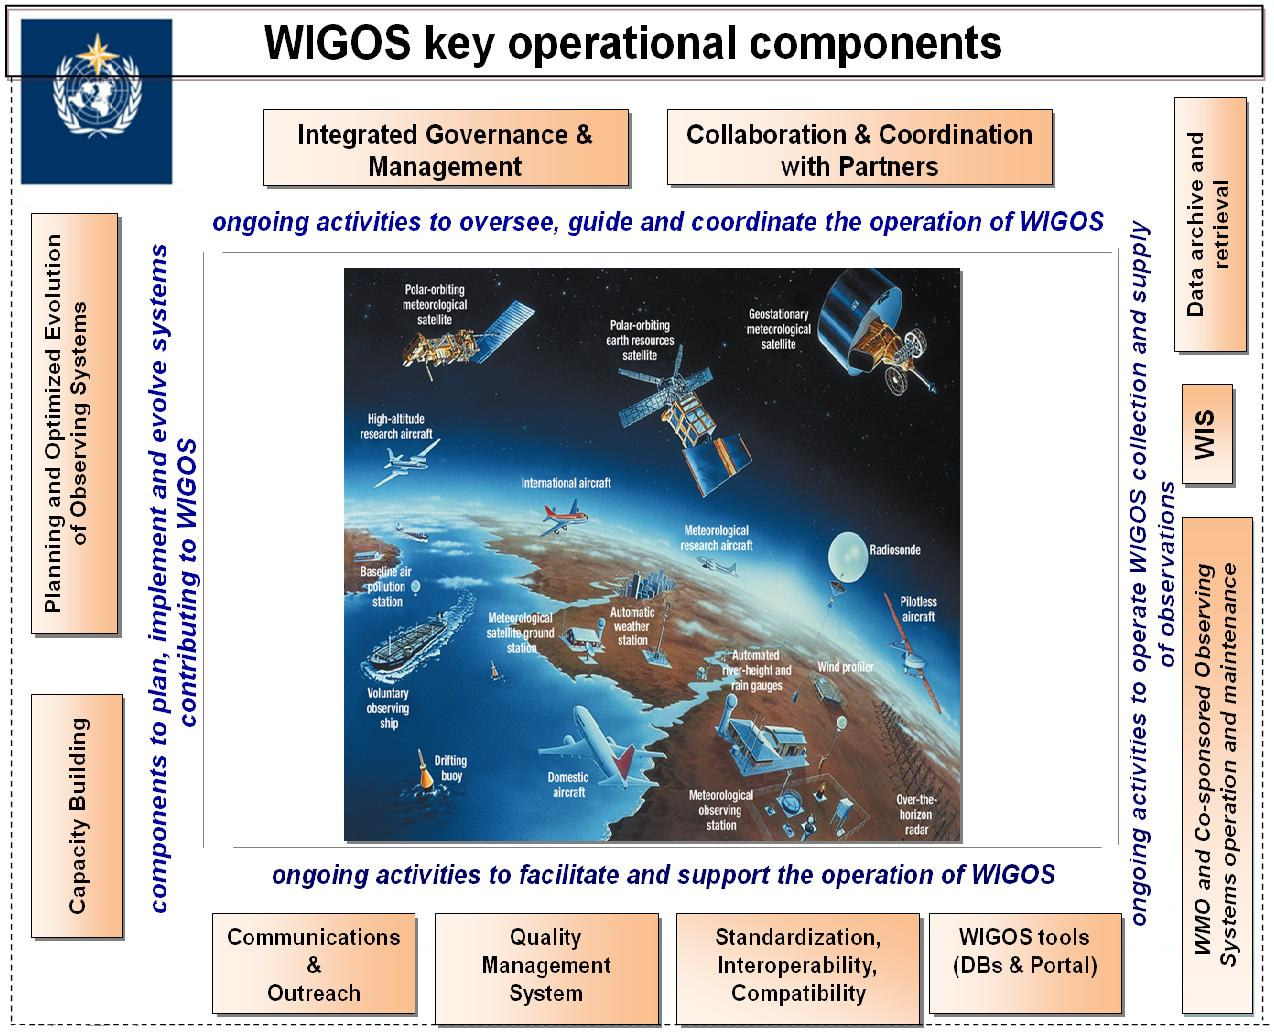 WIGOS key operational components
Integrated Governance &
Management
Collaboration & Coordination
with Partners
ongoing activities to oversee, guide and coordinate the operation of WIGOS
Planning and Optimized Evolution
of Observing Systems
Capacity Building
components to plan, implement and evolve systems
contributing to WIGOS
Polar-orbiting
meteorological
satellite
Polar-orbiting
earth resources
satellite
Geostationary
meteorological
satellite
High-altitude
research aircraft
International aircraft
Meteorological
research aircraft
Radiosonde
Baseline air
pollution
station
Pilotless
aircraft
Meteorological
satellite ground
station
Automatic
weather
station
Automated
river-height and
rain gauges
Wind profiler
Voluntary
observing
ship
Drifting
buoy
Domestic
aircraft
Meteorological
observing
station
Over-the-
horizon
radar
ongoing activities to operate WIGOS collection and supply
of observations
Data archive and
retrieval
WIS
WMO and Co-sponsored Observing
Systems operation and maintenance
ongoing activities to facilitate and support the operation of WIGOS
Communications
&
Outreach
Quality
Management
System
Standardization,
Interoperability,
Compatibility
WIGOS tools
(DBs & Portal)